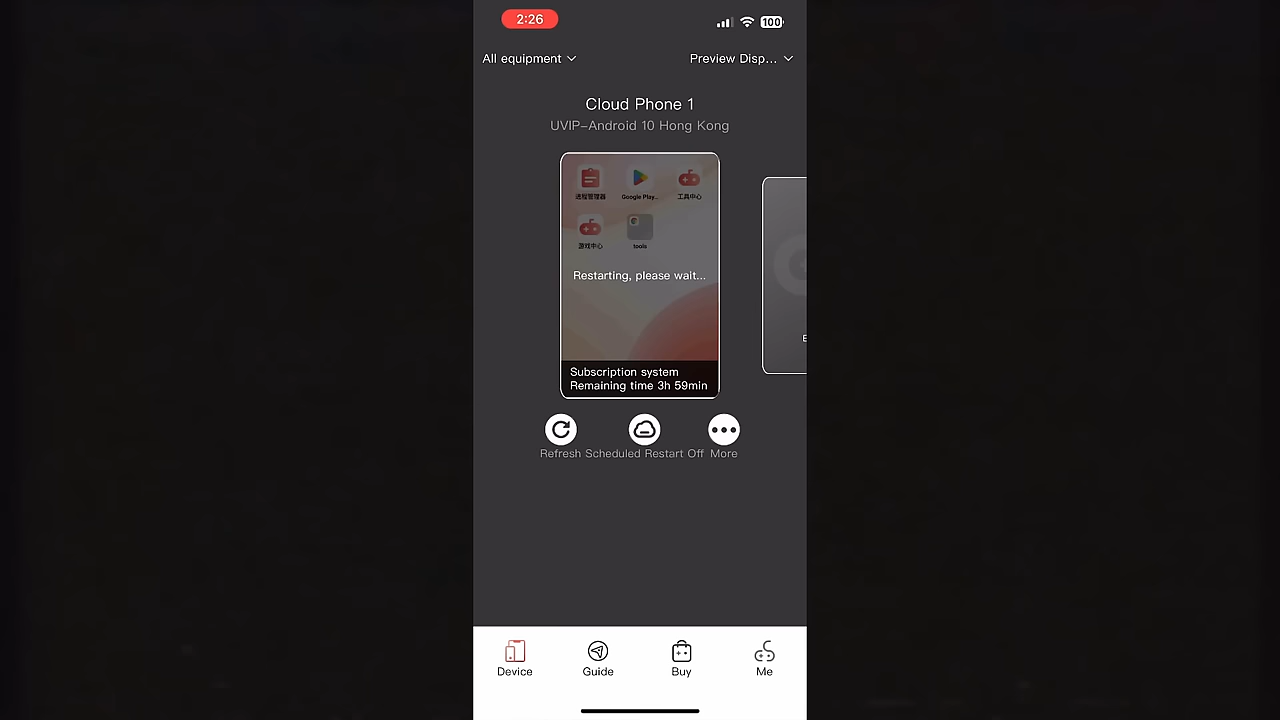 2:26
100
All equipment
Preview Disp...
Cloud Phone 1
UVIP-Android 10 Hong Kong
进程管理器
Google Play...
工具中心
游戏中心
tools
Restarting, please wait...
Subscription system
Remaining time 3h 59min
E
Refresh
Scheduled Restart Off
More
Device
Guide
Buy
Me